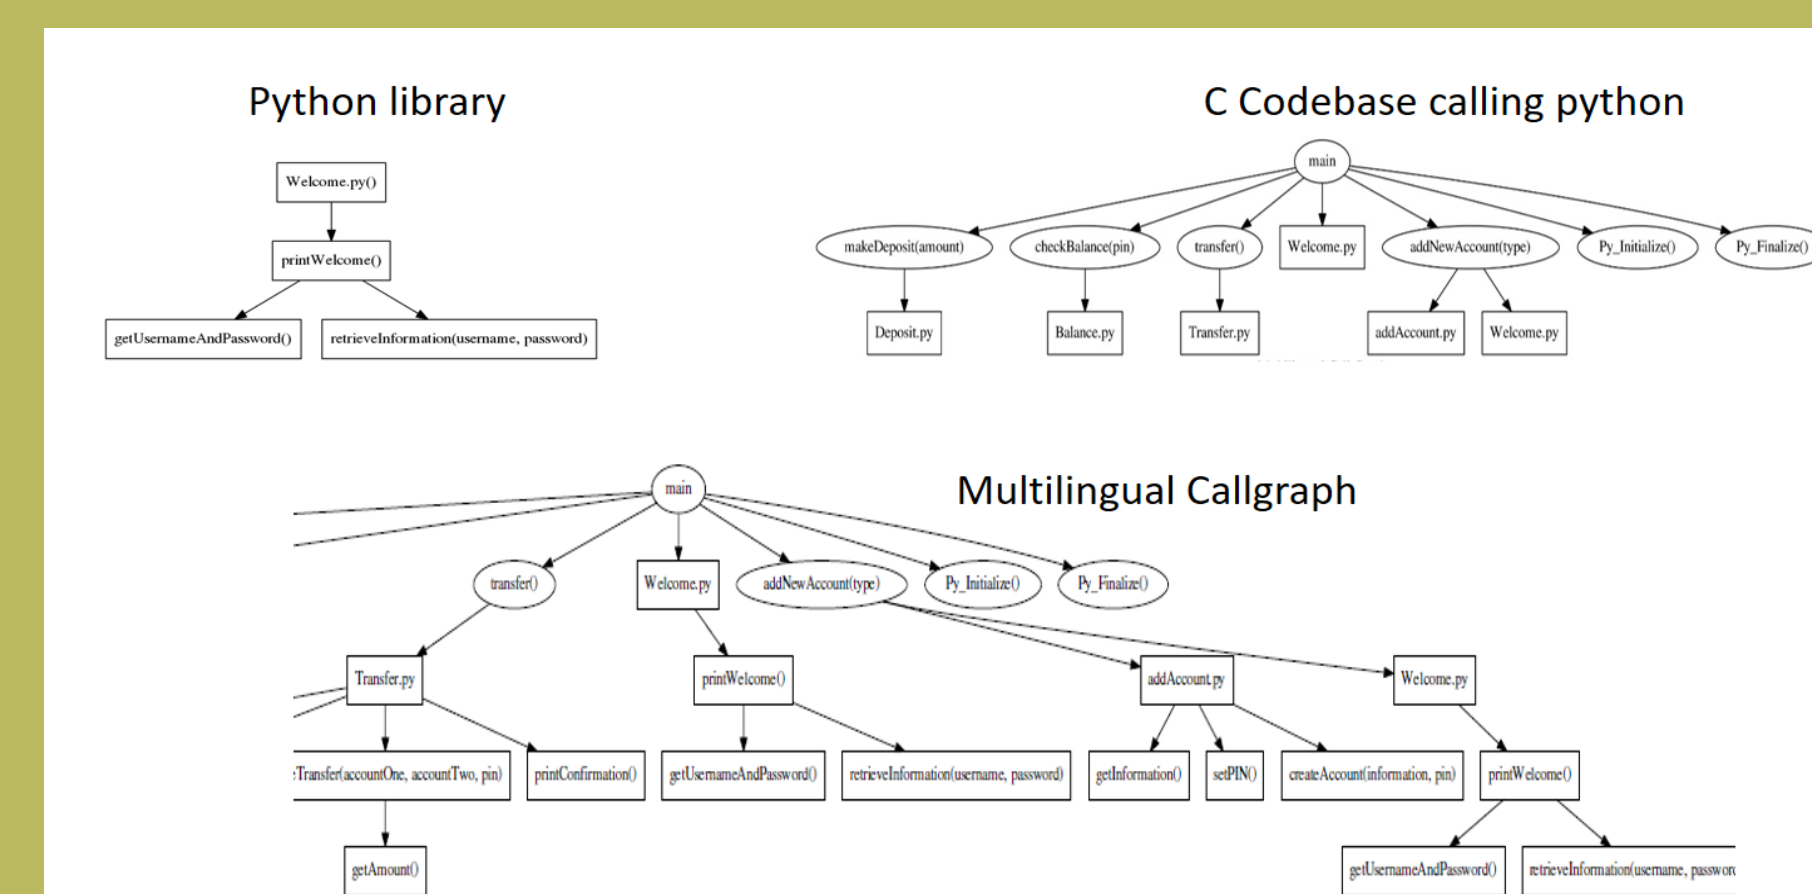 Python library
C Codebase calling python
Welcome.py()
printWelcome()
getUsernameAndPassword()
retrieveInformation(username, password)
main
makeDeposit(amount)
checkBalance(pin)
transfer()
Welcome.py
addNewAccount(type)
Py_Initialize()
Py_Finalize()
Deposit.py
Balance.py
Transfer.py
addAccount.py
Welcome.py
Multilingual Callgraph
main
transfer()
Welcome.py
addNewAccount(type)
Py_Initialize()
Py_Finalize()
Transfer.py
printWelcome()
addAccount.py
Welcome.py
Transfer(accountOne, accountTwo, pin)
printConfirmation()
getUsernameAndPassword()
retrieveInformation(username, password)
getInformation()
setPIN()
createAccount(information, pin)
printWelcome()
getAmount()
getUsernameAndPassword()
retrieveInformation(username, passwor